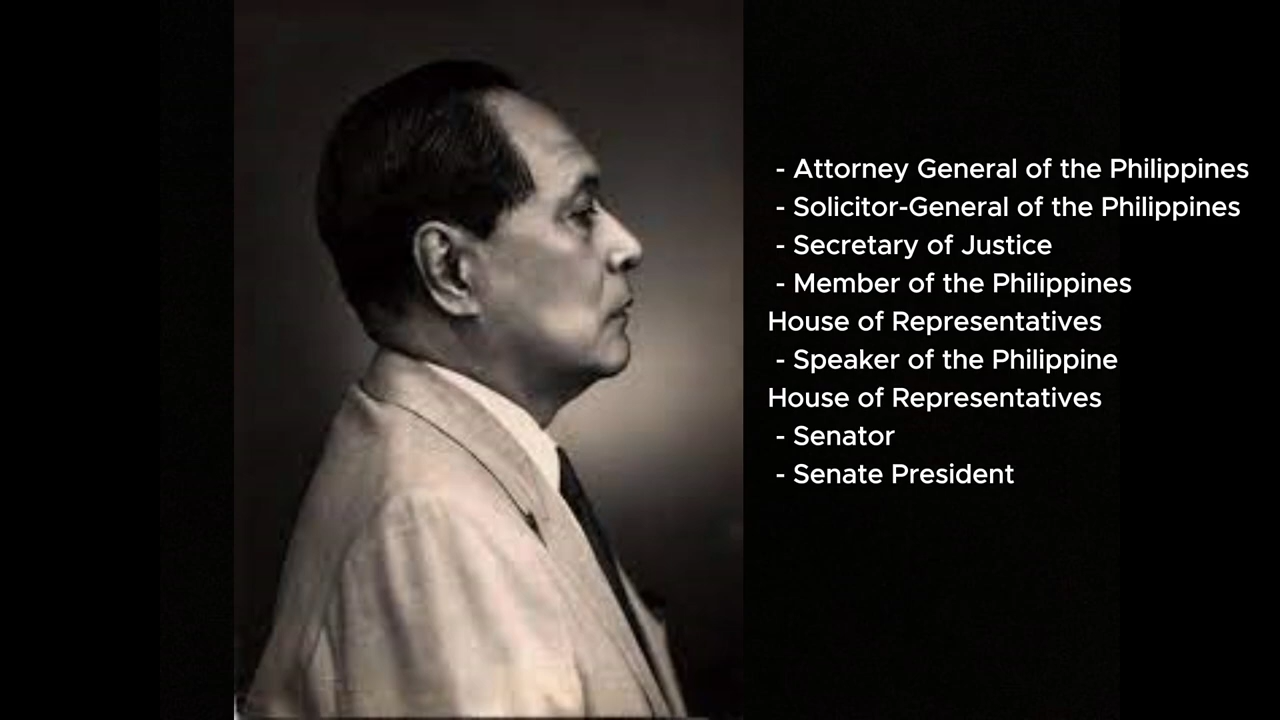 - Attorney General of the Philippines
- Solicitor-General of the Philippines
- Secretary of Justice
- Member of the Philippines
House of Representatives
- Speaker of the Philippine
House of Representatives
- Senator
- Senate President